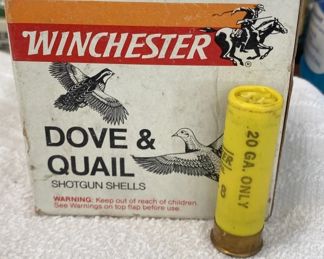 WINCHESTER
DOVE &
QUAIL
SHOTGUN SHELLS
WARNING: Keep out of reach of children.
See Warnings on top flap before use.
20 GA. ONLY
8